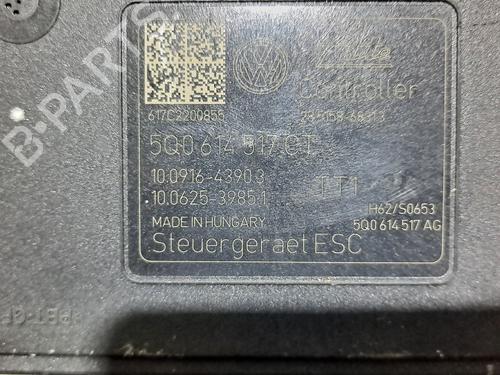 Controller
617C2200855
5Q0 614 517 CT
10.0916-4390.3
TT1
10.0625-3985.1
H62/S0653
MADE IN HUNGARY
5Q0 614 517 AG
Steuergeraet ESC
B-PARTS